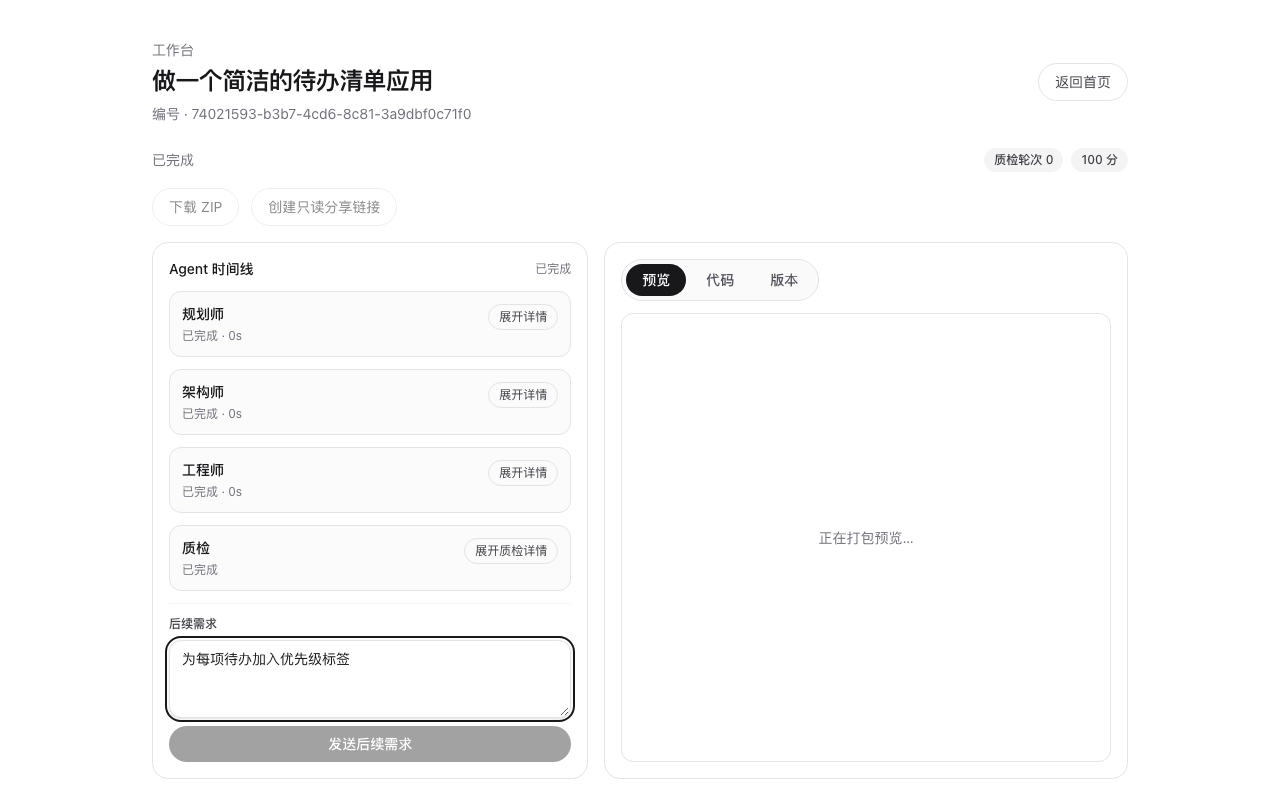 工作台
做一个简洁的待办清单应用
返回首页
编号 · 74021593-b3b7-4cd6-8c81-3a9dbf0c71f0
已完成
质检轮次 0
100 分
下载 ZIP
创建只读分享链接
Agent 时间线
已完成
规划师
展开详情
已完成 · 0s
架构师
展开详情
已完成 · 0s
工程师
展开详情
已完成 · 0s
质检
展开质检详情
已完成
后续需求
为每项待办加入优先级标签
发送后续需求
预览
代码
版本
正在打包预览...